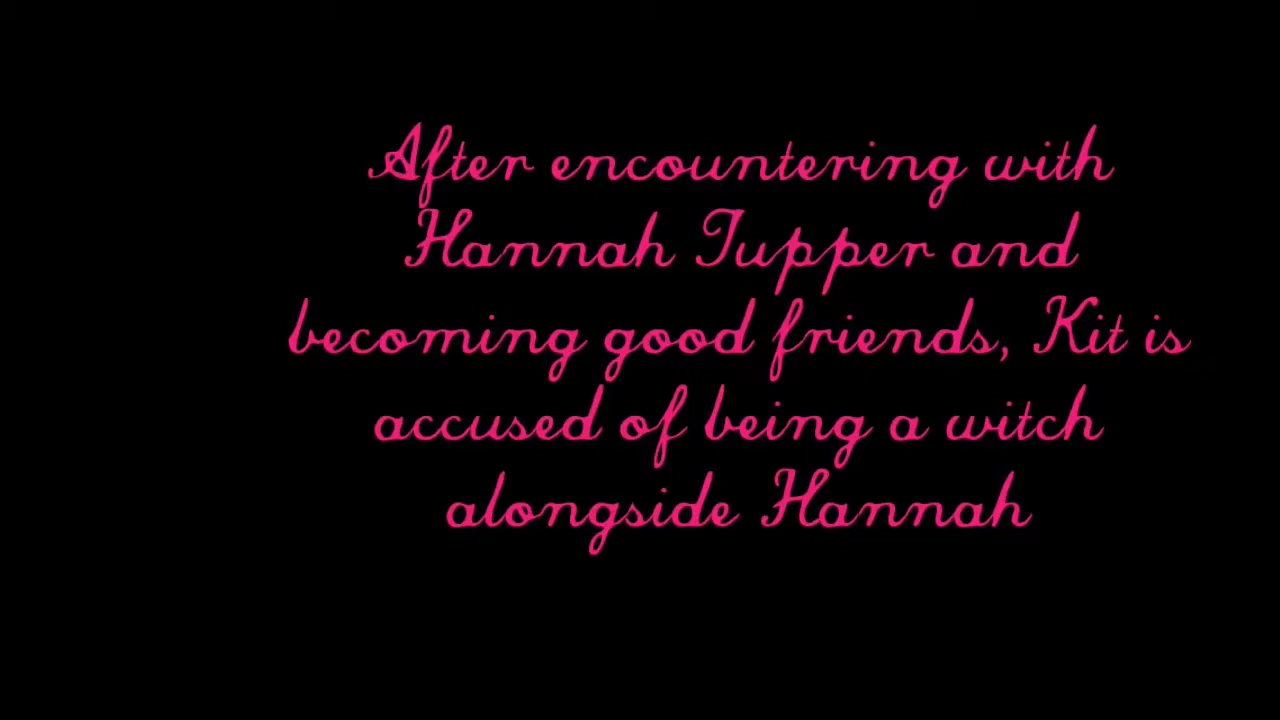 After encountering with
Hannah Tupper and
becoming good friends, Kit is
accused of being a witch
alongside Hannah